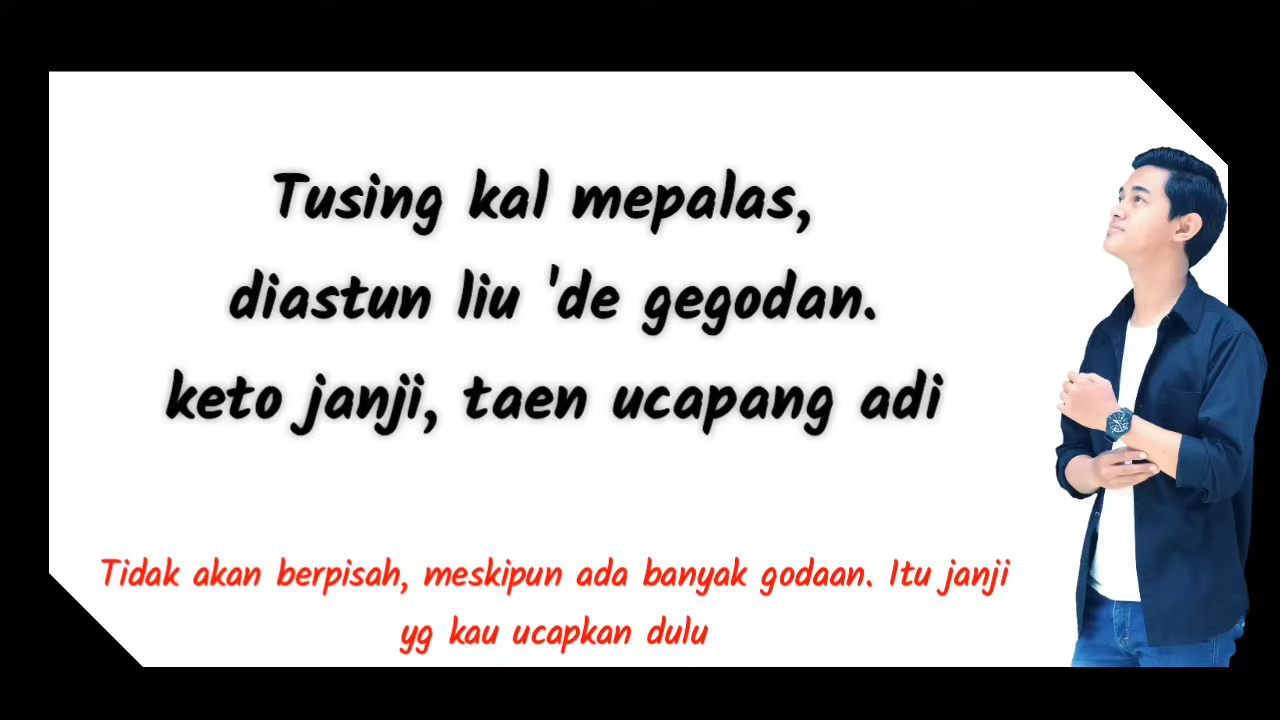 Tusing kal mepalas,
diastun liu 'de gegodan.
keto janji, taen ucapang adi
Tidak akan berpisah, meskipun ada banyak godaan. Itu janji
yg kau ucapkan dulu